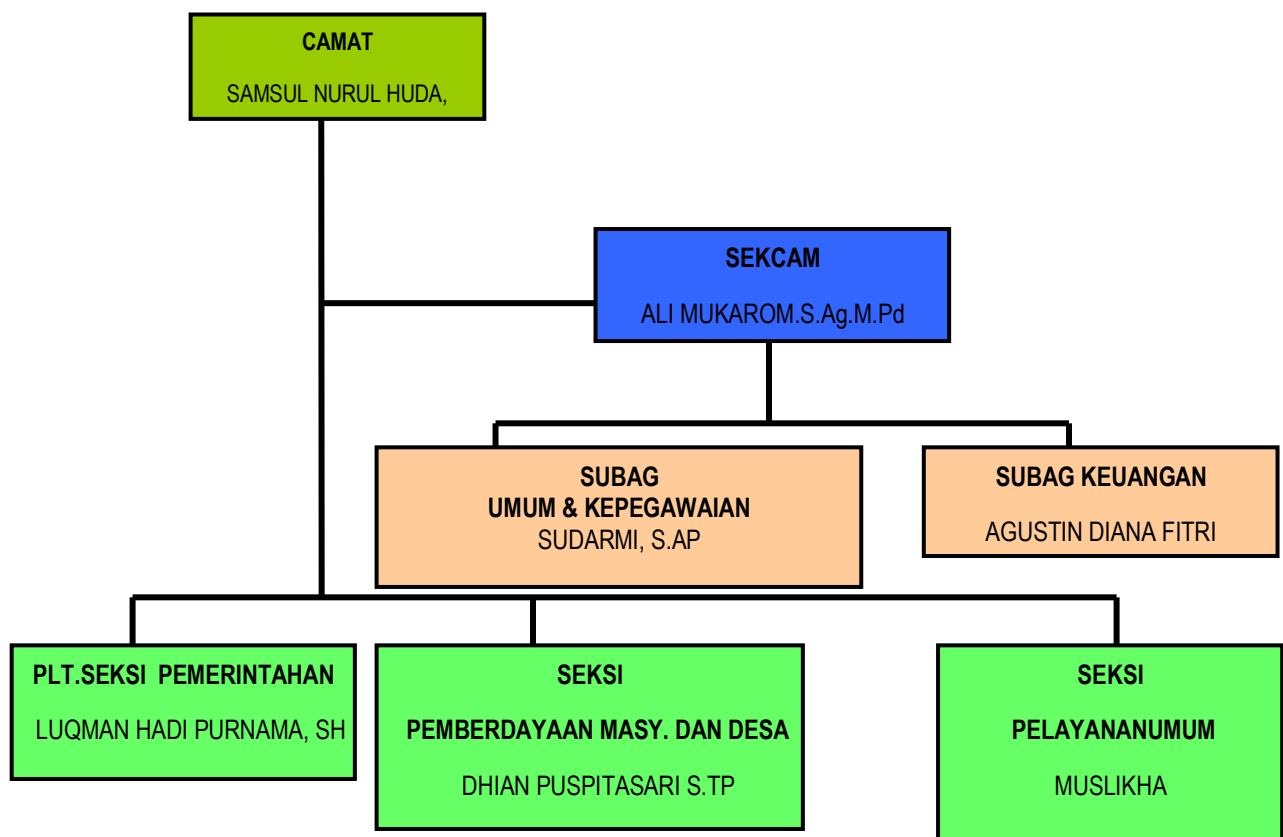 CAMAT
SAMSUL NURUL HUDA,
SEKCAM
ALI MUKAROM.S.Ag.M.Pd
SUBAG
UMUM & KEPEGAWAIAN
SUDARMI, S.AP
SUBAG KEUANGAN
AGUSTIN DIANA FITRI
PLT.SEKSI PEMERINTAHAN
LUQMAN HADI PURNAMA, SH
SEKSI
PEMBERDAYAAN MASY. DAN DESA
DHIAN PUSPITASARI S.TP
SEKSI
PELAYANANUMUM
MUSLIKHA